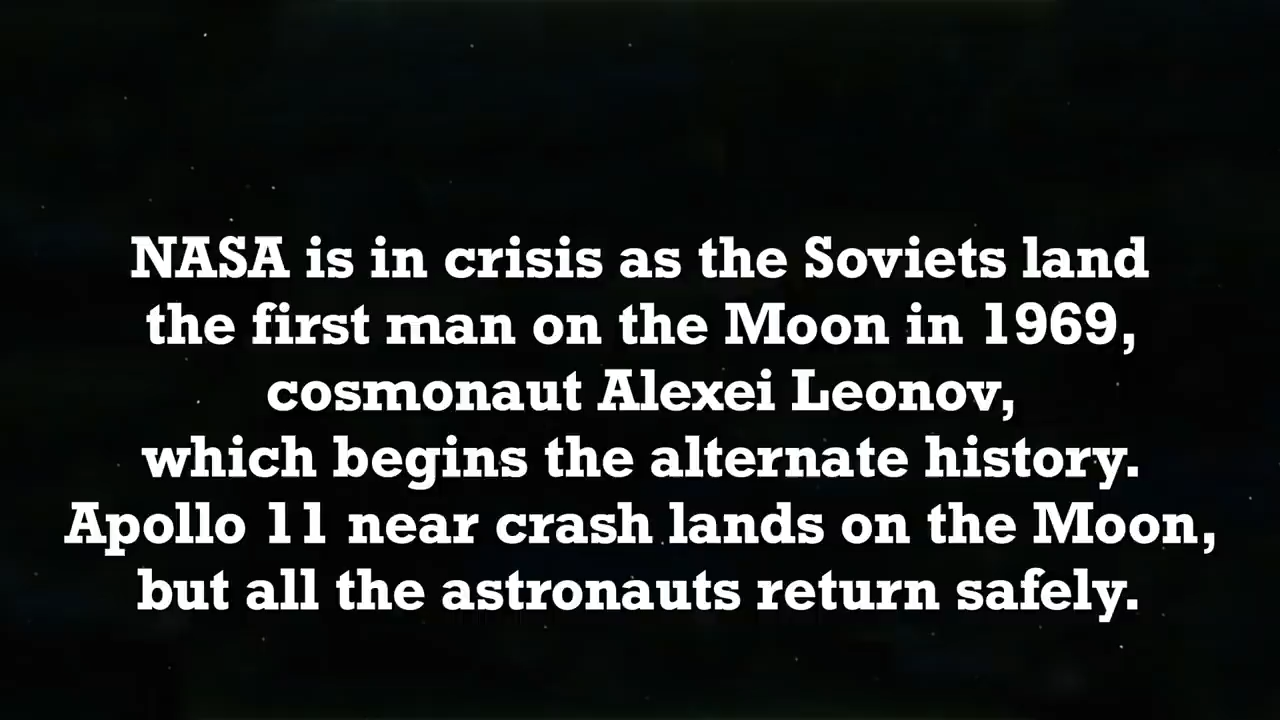 NASA is in crisis as the Soviets land
the first man on the Moon in 1969,
cosmonaut Alexei Leonov,
which begins the alternate history.
Apollo 11 near crash lands on the Moon,
but all the astronauts return safely.